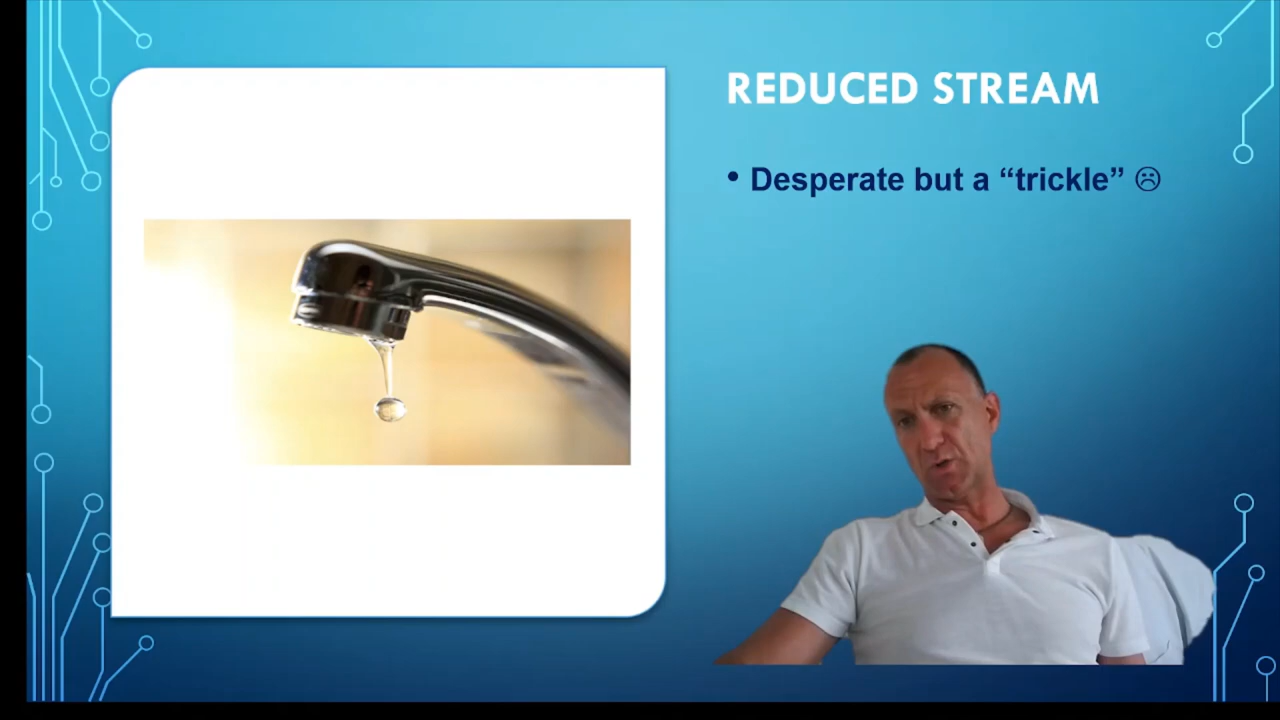 REDUCED STREAM
• Desperate but a “trickle” ☹